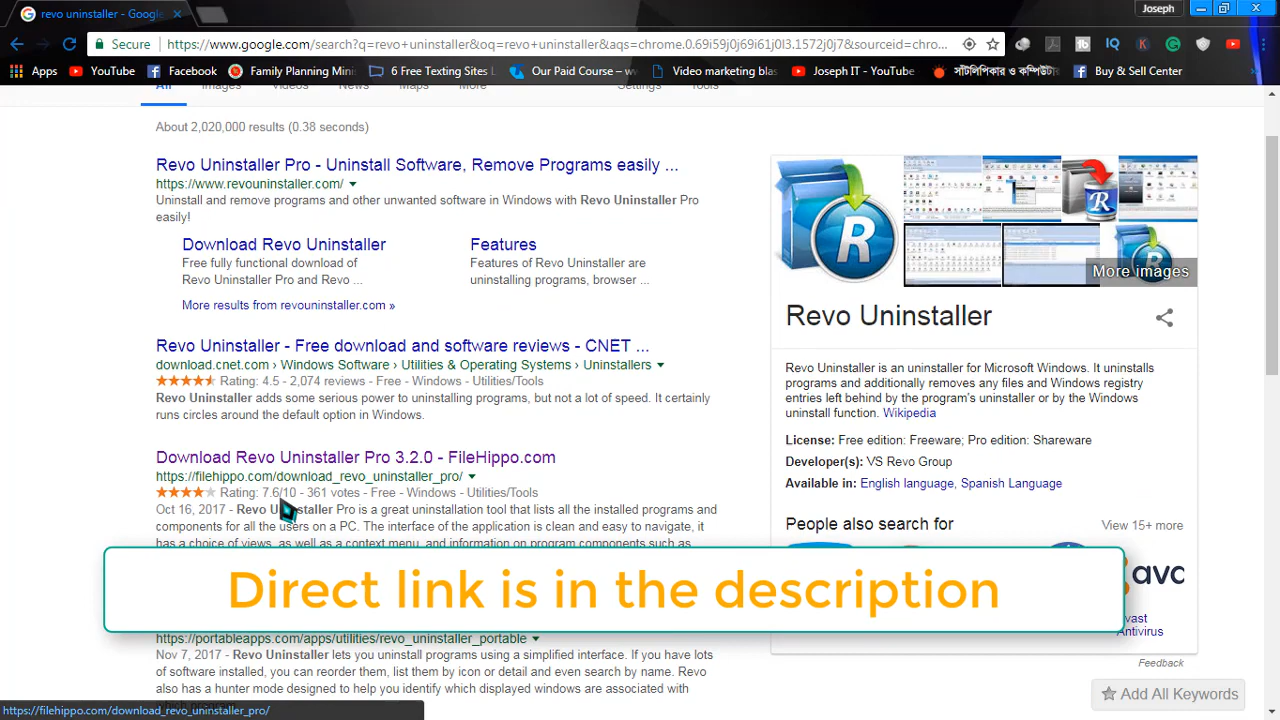 revo uninstaller - Google
Joseph
Secure
https://www.google.com/search?q=revo+uninstaller&oq=revo+uninstaller&aqs=chrome.0.69i59j0j69i61j0l3.1572j0j7&sourceid=chro...
Apps YouTube Facebook Family Planning Mini 6 Free Texting Sites Our Paid Course – w Video marketing blas Joseph IT - YouTube সাঁটলিপিকার ও কম্পিউট Buy & Sell Center
All Images Videos News Maps More Settings Tools
About 2,020,000 results (0.38 seconds)
Revo Uninstaller Pro - Uninstall Software, Remove Programs easily ...
https://www.revouninstaller.com/
Uninstall and remove programs and other unwanted software in Windows with Revo Uninstaller Pro
easily!
Download Revo Uninstaller
Free fully functional download of
Revo Uninstaller Pro and Revo ...
Features
Features of Revo Uninstaller are
uninstalling programs, browser ...
More results from revouninstaller.com »
Revo Uninstaller - Free download and software reviews - CNET ...
download.cnet.com › Windows Software › Utilities & Operating Systems › Uninstallers
Rating: 4.5 - 2,074 reviews - Free - Windows - Utilities/Tools
Revo Uninstaller adds some serious power to uninstalling programs, but not a lot of speed. It certainly
runs circles around the default option in Windows.
Download Revo Uninstaller Pro 3.2.0 - FileHippo.com
https://filehippo.com/download_revo_uninstaller_pro/
Rating: 7.6/10 - 361 votes - Free - Windows - Utilities/Tools
Oct 16, 2017 - Revo Uninstaller Pro is a great uninstallation tool that lists all the installed programs and
components for all the users on a PC. The interface of the application is clean and easy to navigate, it
has a choice of views, as well as a context menu, and information on program components such as
Direct link is in the description
https://portableapps.com/apps/utilities/revo_uninstaller_portable
Nov 7, 2017 - Revo Uninstaller lets you uninstall programs using a simplified interface. If you have lots
of software installed, you can reorder them, list them by icon or detail and even search by name. Revo
also has a hunter mode designed to help you identify which displayed windows are associated with
https://filehippo.com/download_revo_uninstaller_pro/
More images
Revo Uninstaller
Revo Uninstaller is an uninstaller for Microsoft Windows. It uninstalls
programs and additionally removes any files and Windows registry
entries left behind by the program's uninstaller or by the Windows
uninstall function. Wikipedia
License: Free edition: Freeware; Pro edition: Shareware
Developer(s): VS Revo Group
Available in: English language, Spanish Language
People also search for View 15+more
avast
Antivirus
Feedback
Add All Keywords